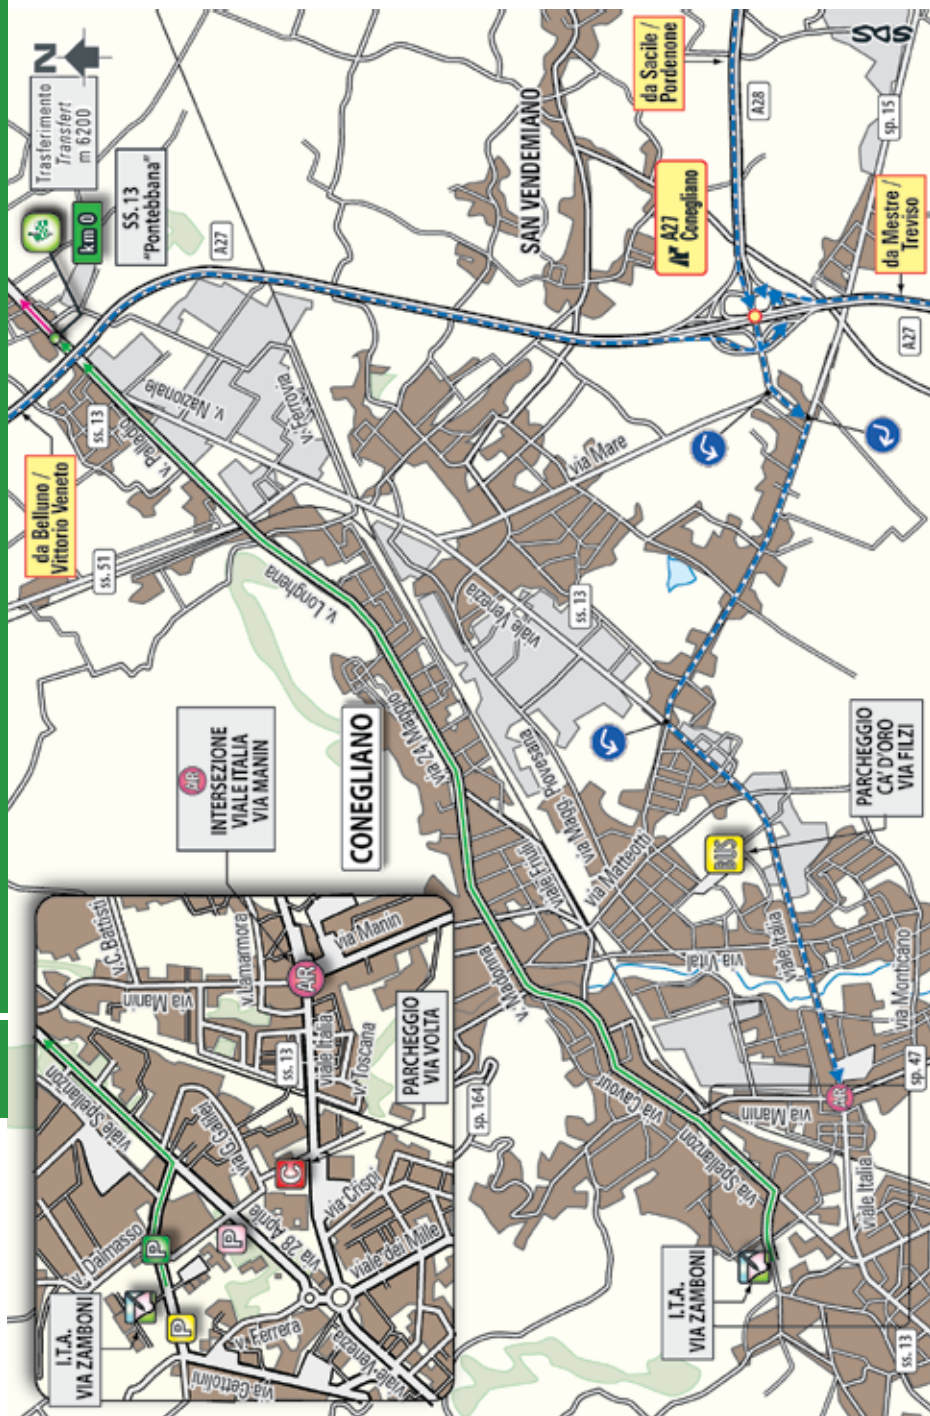 N
Trasferimento
Transfert
m 6200
km 0
SS. 13
"Pontebbana"
A27
da Sacile /
Pordenone
A28
sp. 15
SAN VENDEMIANO
A27
Conegliano
da Mestre /
Treviso
A27
v. Nazionale
v. Ferrovia
ss. 13
v. Palladio
da Belluno /
Vittorio Veneto
ss. 51
v. Longhena
via Mare
viale Venezia
ss. 13
via 24 Maggio
CONEGLIANO
AR
INTERSEZIONE
VIALE ITALIA
VIA MANIN
via Magg. Piovesana
viale Friuli
via Matteotti
BUS
PARCHEGGIO
CA' D'ORO
VIA FILZI
v. Madonna
via Vital
viale Italia
via Monticano
sp. 47
sp. 164
via Cavour
via Spellanzon
via Manin
AR
viale Italia
ss. 13
I.T.A.
VIA ZAMBONI
v.C.Battisti
via Manin
v.Lamarmora
via Manin
AR
viale Italia
ss. 13
v. Toscana
PARCHEGGIO
VIA VOLTA
Viale Spellanzon
via G. Galilei
C
via Crispi
via 28 Aprile
viale dei Mille
v. Dalmasso
P
P
P
I.T.A.
VIA ZAMBONI
v. Ferrera
via Cettolini
viale Venezia